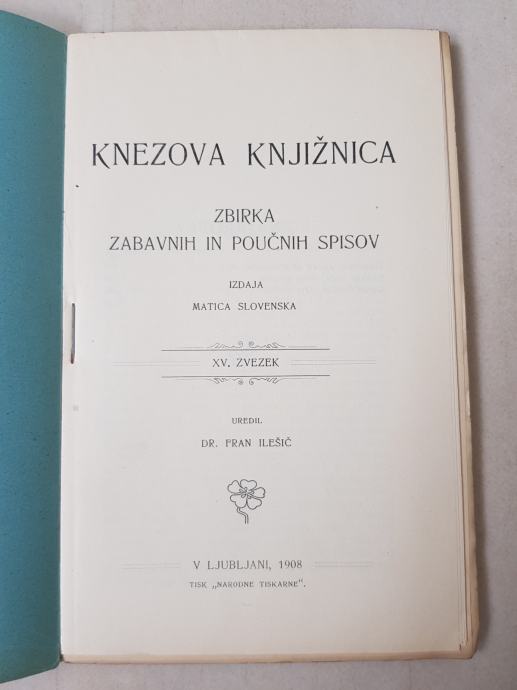 KNEZOVA KNJIŽNICA
ZBIRKA
ZABAVNIH IN POUČNIH SPISOV
IZDAJA
MATICA SLOVENSKA
XV. ZVEZEK
UREDIL
DR. FRAN ILEŠIČ
V LJUBLJANI, 1908
TISK „NARODNE TISKARNE“.